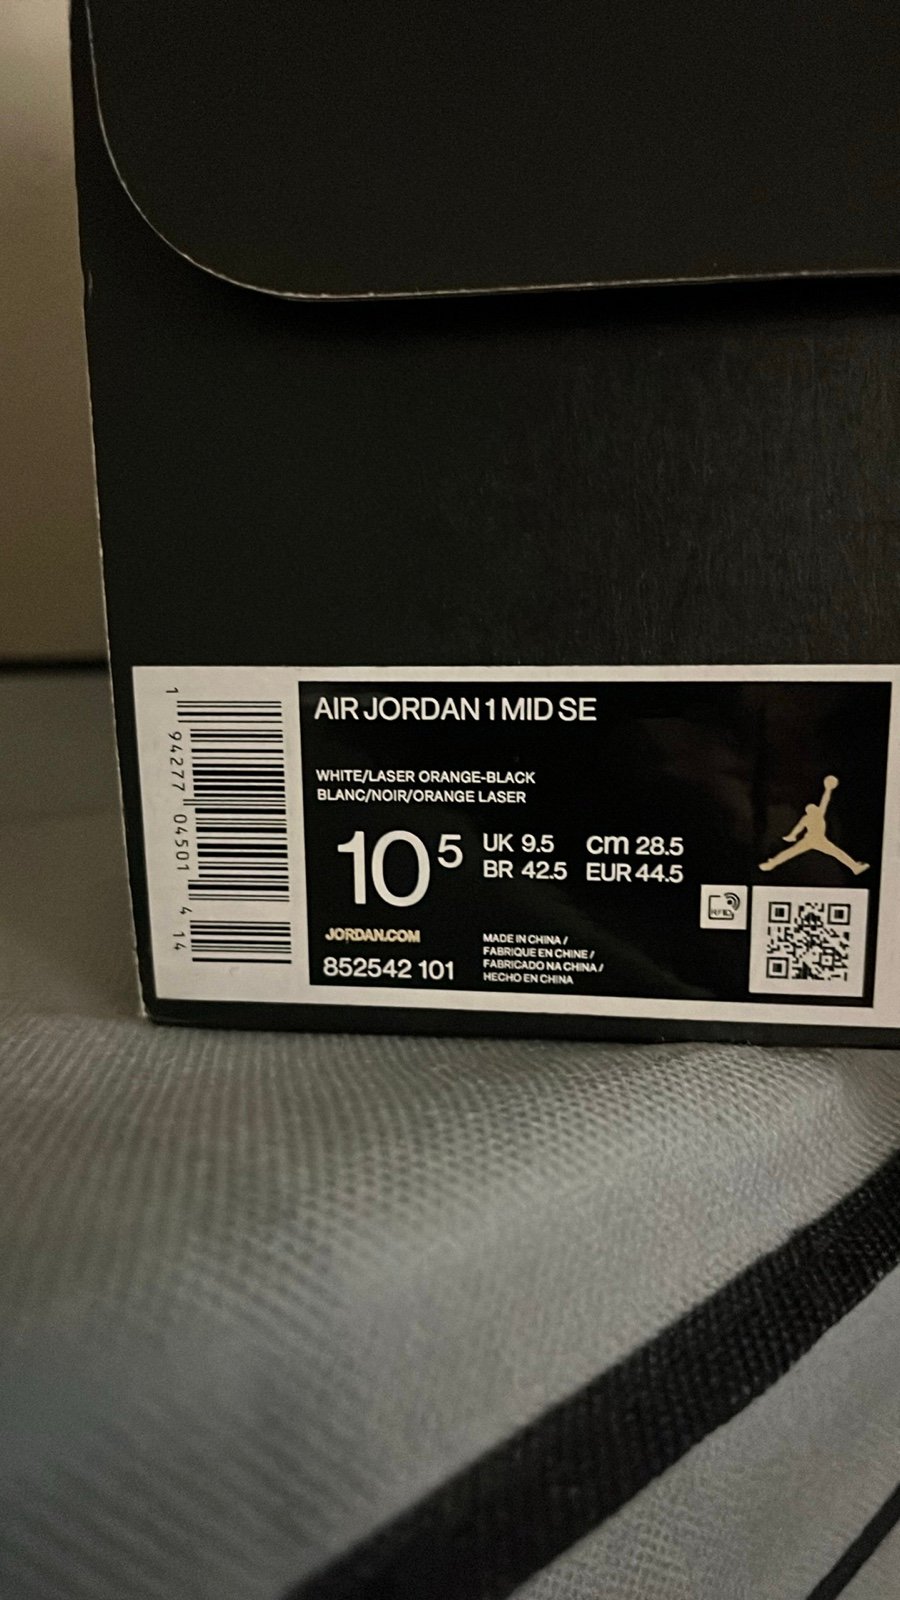 AIR JORDAN 1 MID SE
WHITE/LASER ORANGE-BLACK
BLANC/NOIR/ORANGE LASER
10 5
UK 9.5 cm 28.5
BR 42.5 EUR 44.5
JORDAN.COM
852542 101
MADE IN CHINA /
FABRIQUE EN CHINE /
FABRICADO NA CHINA /
HECHO EN CHINA
RFID
1 94277 04501 4 14